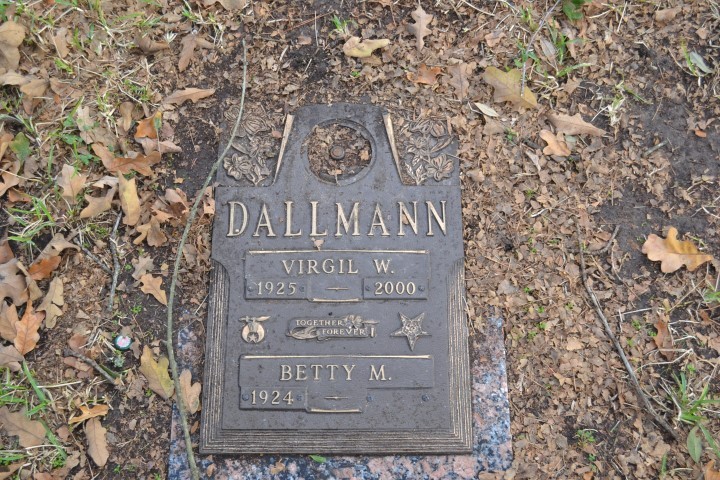 DALLMANN
VIRGIL W.
1925 — 2000
TOGETHER
FOREVER
BETTY M.
1924 —